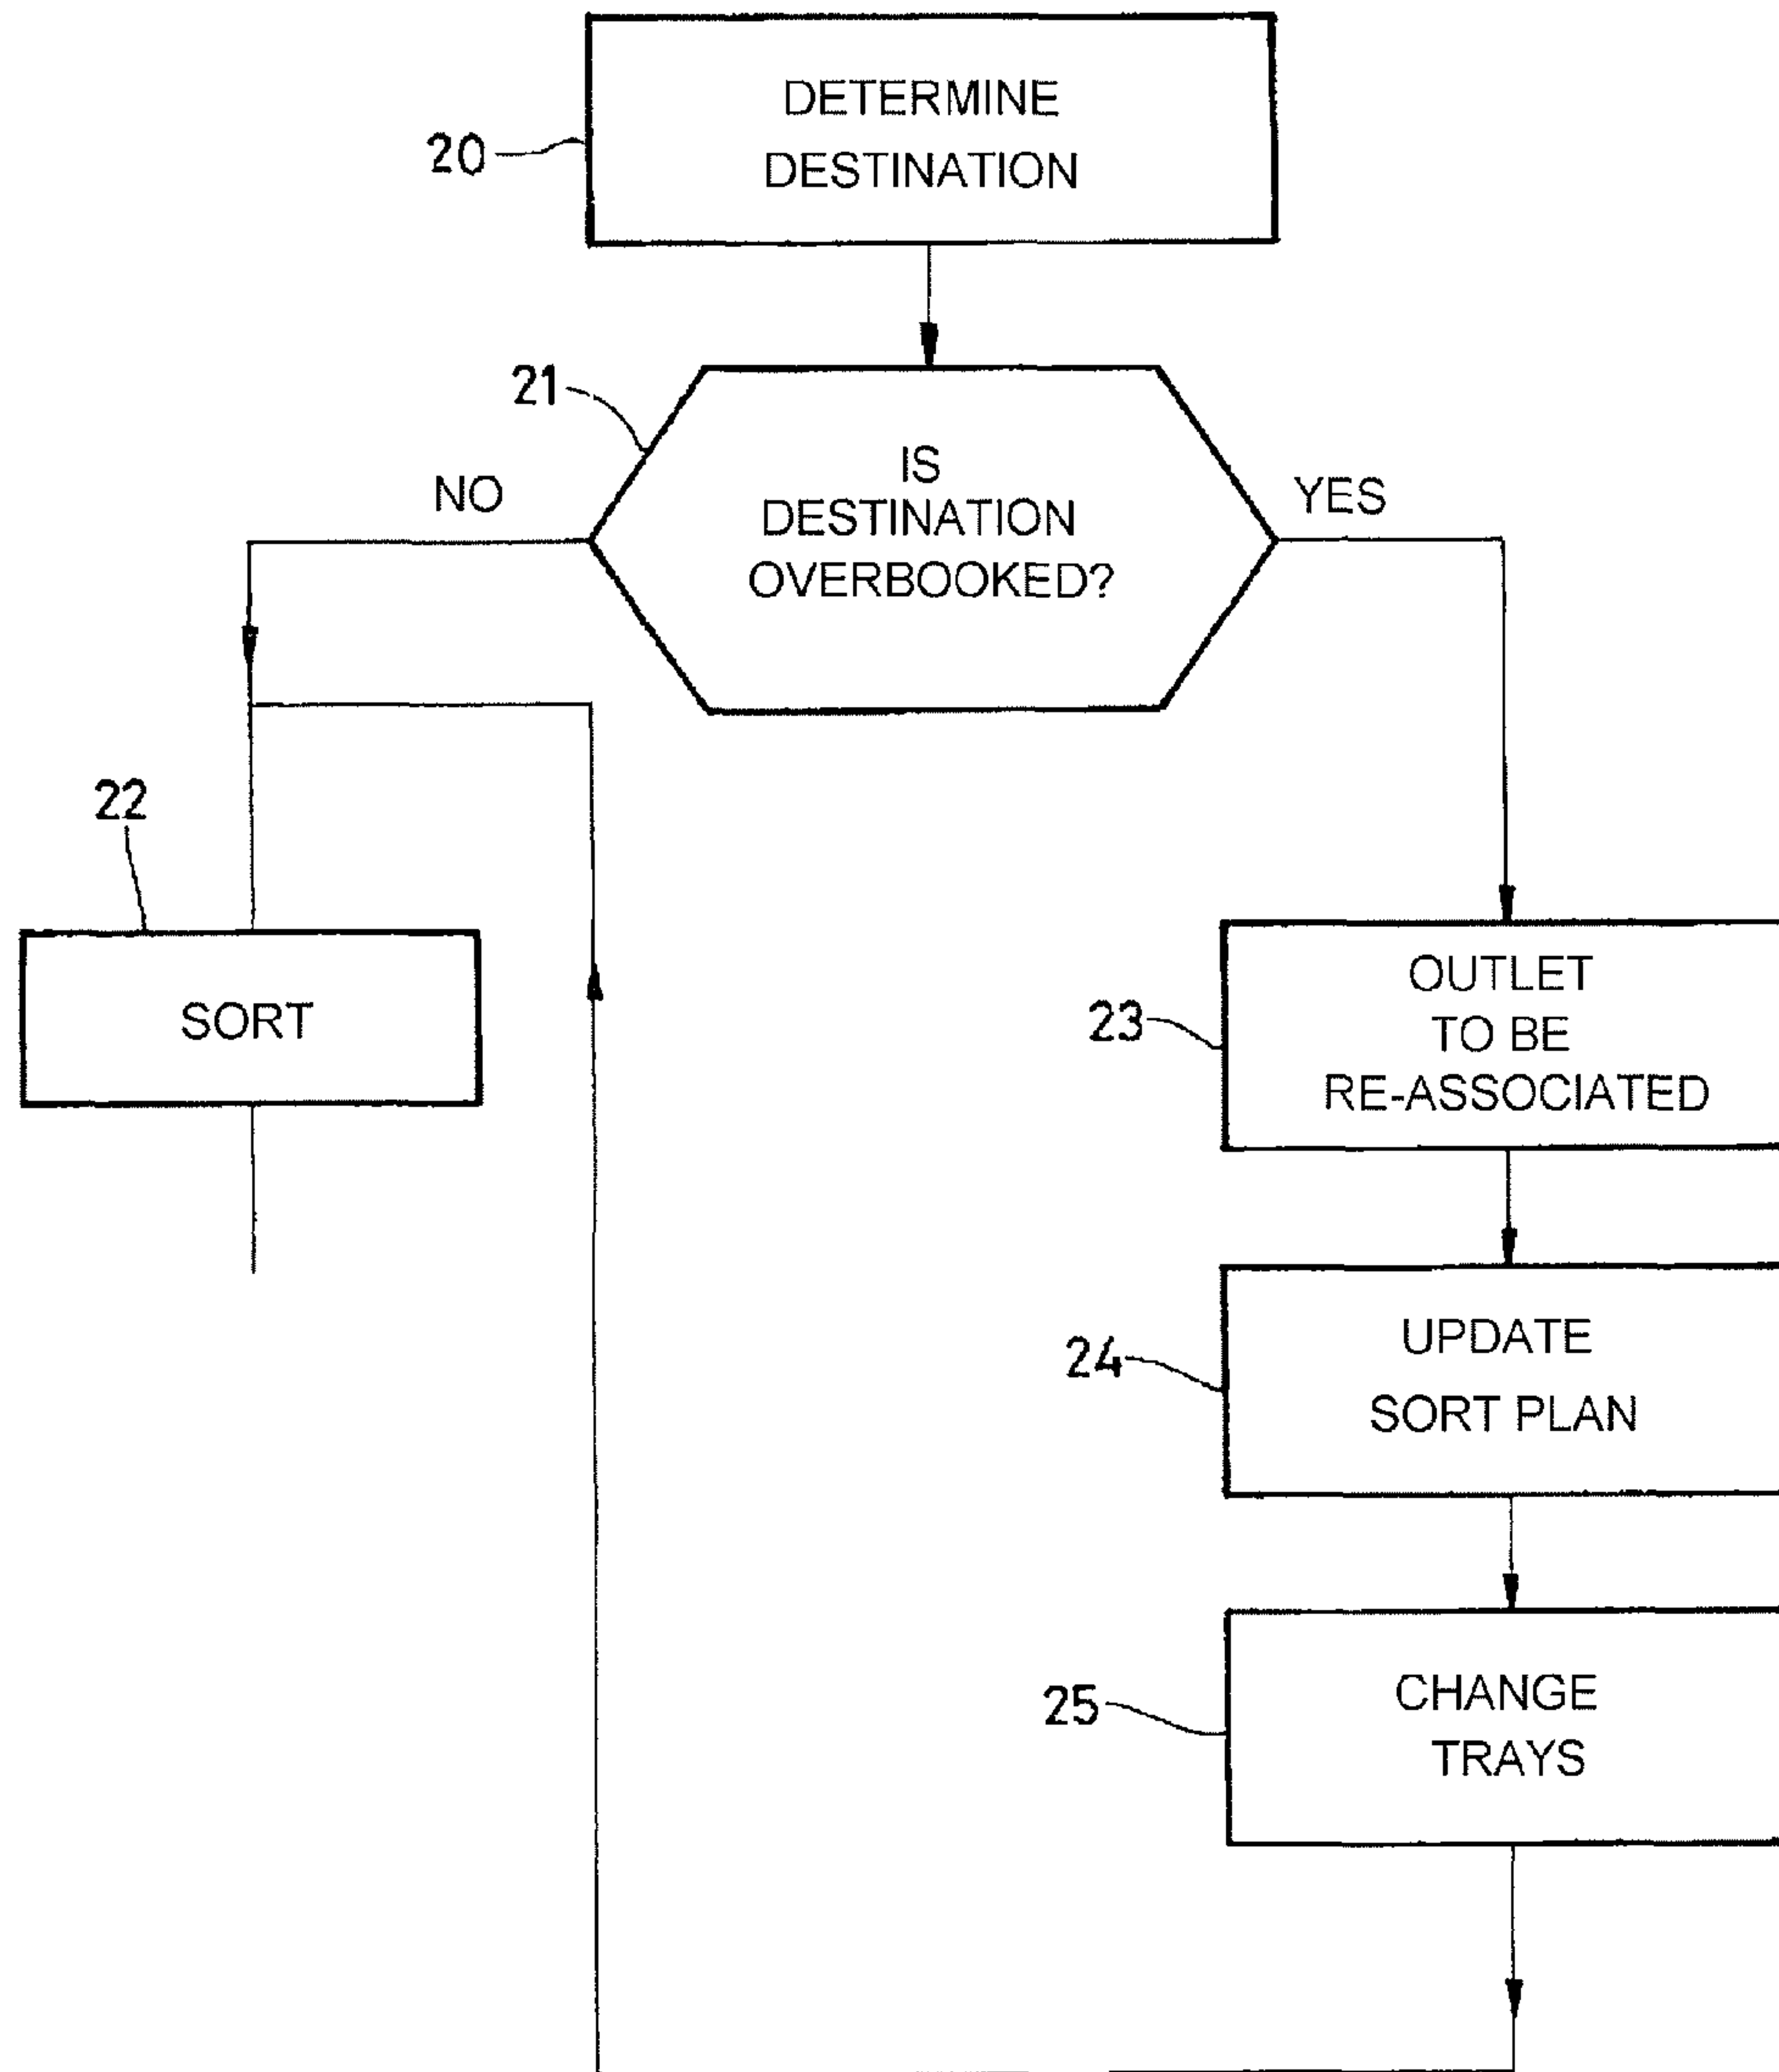 DETERMINE
DESTINATION
20
21
IS
DESTINATION
OVERBOOKED?
NO
YES
22
SORT
23
OUTLET
TO BE
RE-ASSOCIATED
24
UPDATE
SORT PLAN
25
CHANGE
TRAYS